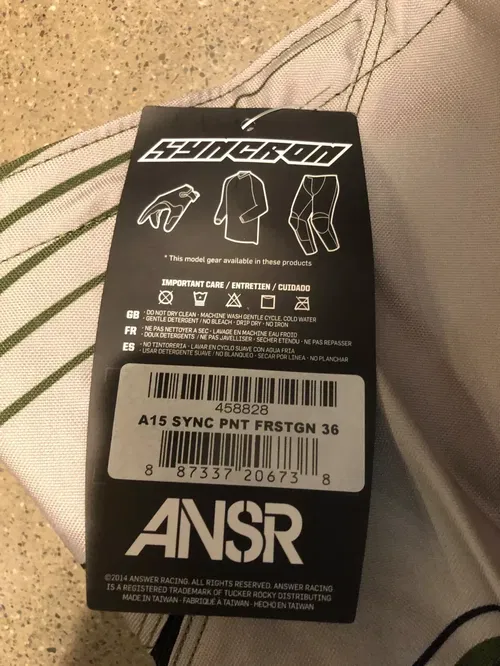 SYNCRON
* This model gear available in these products
IMPORTANT CARE / ENTRETIEN / CUIDADO
GB · DO NOT DRY CLEAN · MACHINE WASH GENTLE CYCLE, COLD WATER
· GENTLE DETERGENT / NO BLEACH · DRIP DRY · NO IRON
FR · NE PAS NETTOYER A SEC · LAVAGE EN MACHINE EAU FROID
· DOUX DETERGENTS / NE PAS JAVELLISER · SECHER ETENDU · NE PAS REPASSER
ES · NO TINTORERIA · LAVAR EN CYCLO SUAVE CON AGUA FRIA
· USAR DETERGENTE SUAVE / NO BLANQUEO · SECAR POR LINEA · NO PLANCHAR
458828
A15 SYNC PNT FRSTGN 36
8 87337 20673 8
ANSR
©2014 ANSWER RACING. ALL RIGHTS RESERVED. ANSWER RACING
IS A REGISTERED TRADEMARK OF TUCKER ROCKY DISTRIBUTING
MADE IN TAIWAN · FABRIQUÉ A TAIWAN · HECHO EN TAIWAN